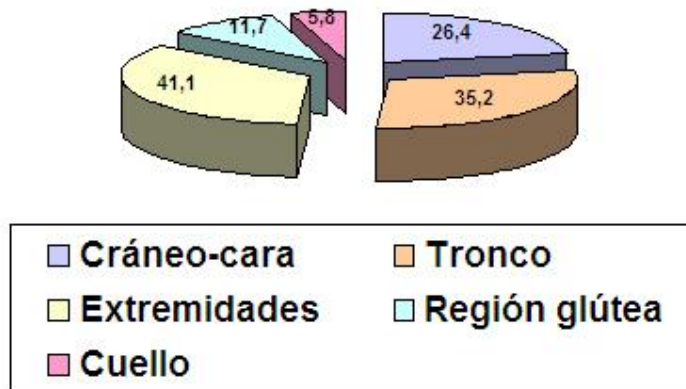 5,8
11,7
26,4
41,1
35,2
Cráneo-cara
Tronco
Extremidades
Región glútea
Cuello